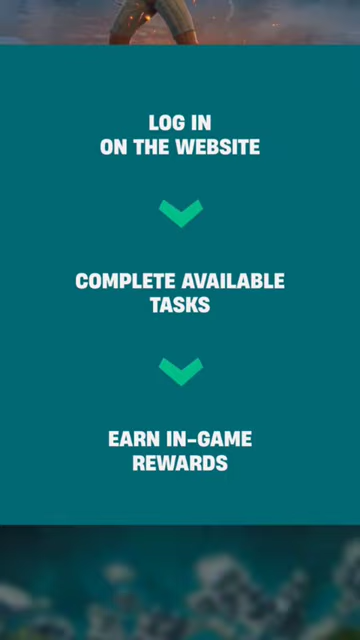 LOG IN
ON THE WEBSITE
COMPLETE AVAILABLE
TASKS
EARN IN-GAME
REWARDS